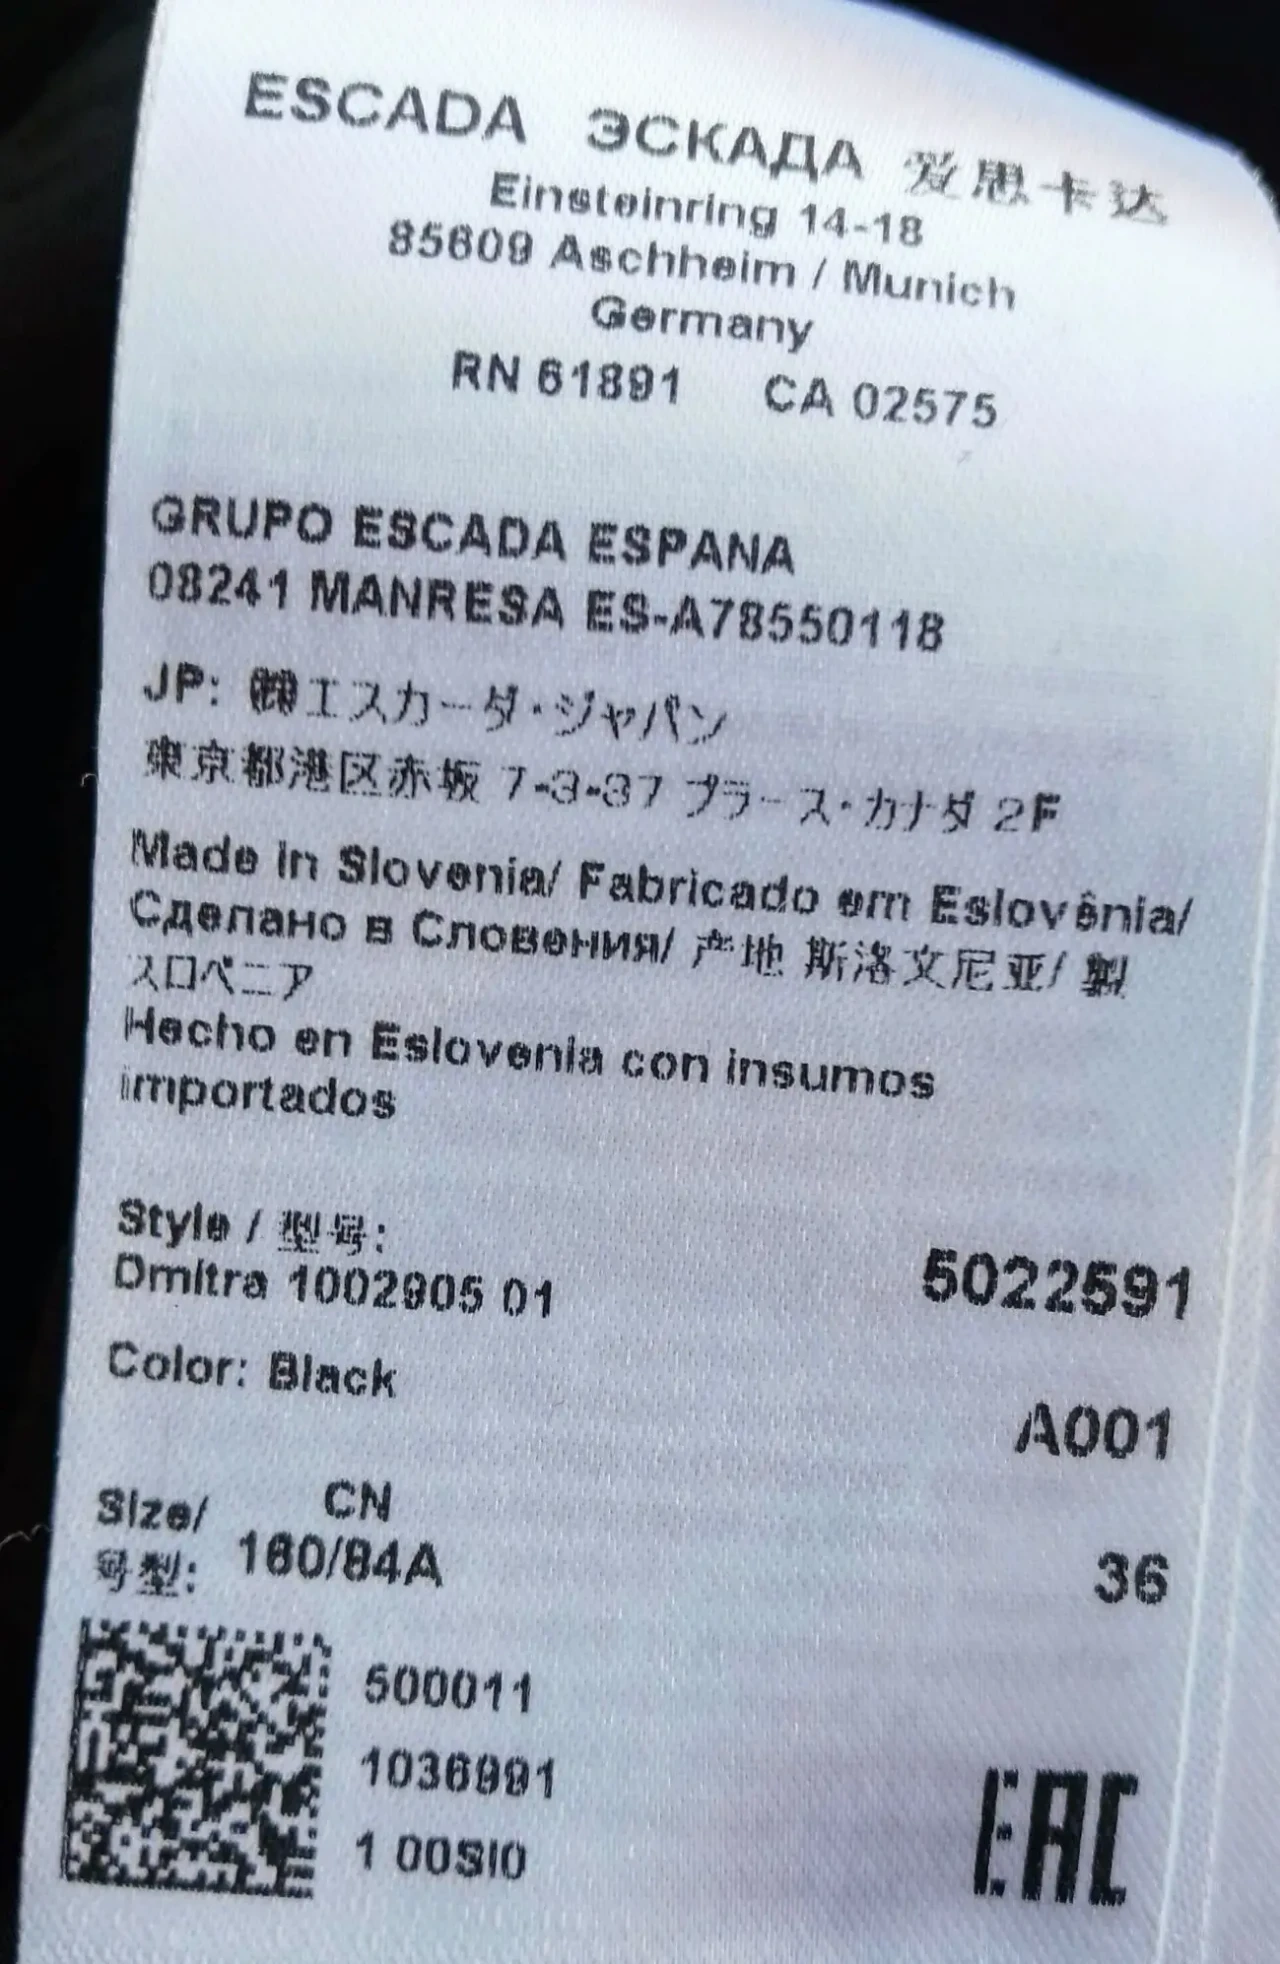 ESCADA ЭСКАДА 爱思卡达
Einsteinring 14-18
85609 Aschheim / Munich
Germany
RN 61891 CA 02575
GRUPO ESCADA ESPANA
08241 MANRESA ES-A78550118
JP: ㈱エスカーダ・ジャパン
東京都港区赤坂 7-3-37 プラース・カナダ 2F
Made in Slovenia/ Fabricado em Eslovênia/
Сделано в Словения/ 产地 斯洛文尼亚/ 製
スロベニア
Hecho en Eslovenia con insumos
importados
Style / 型号:
Dmitra 1002905 01 5022591
Color: Black
A001
Size/ CN
号型: 160/84A 36
500011
1036991
1 00SI0
EAC